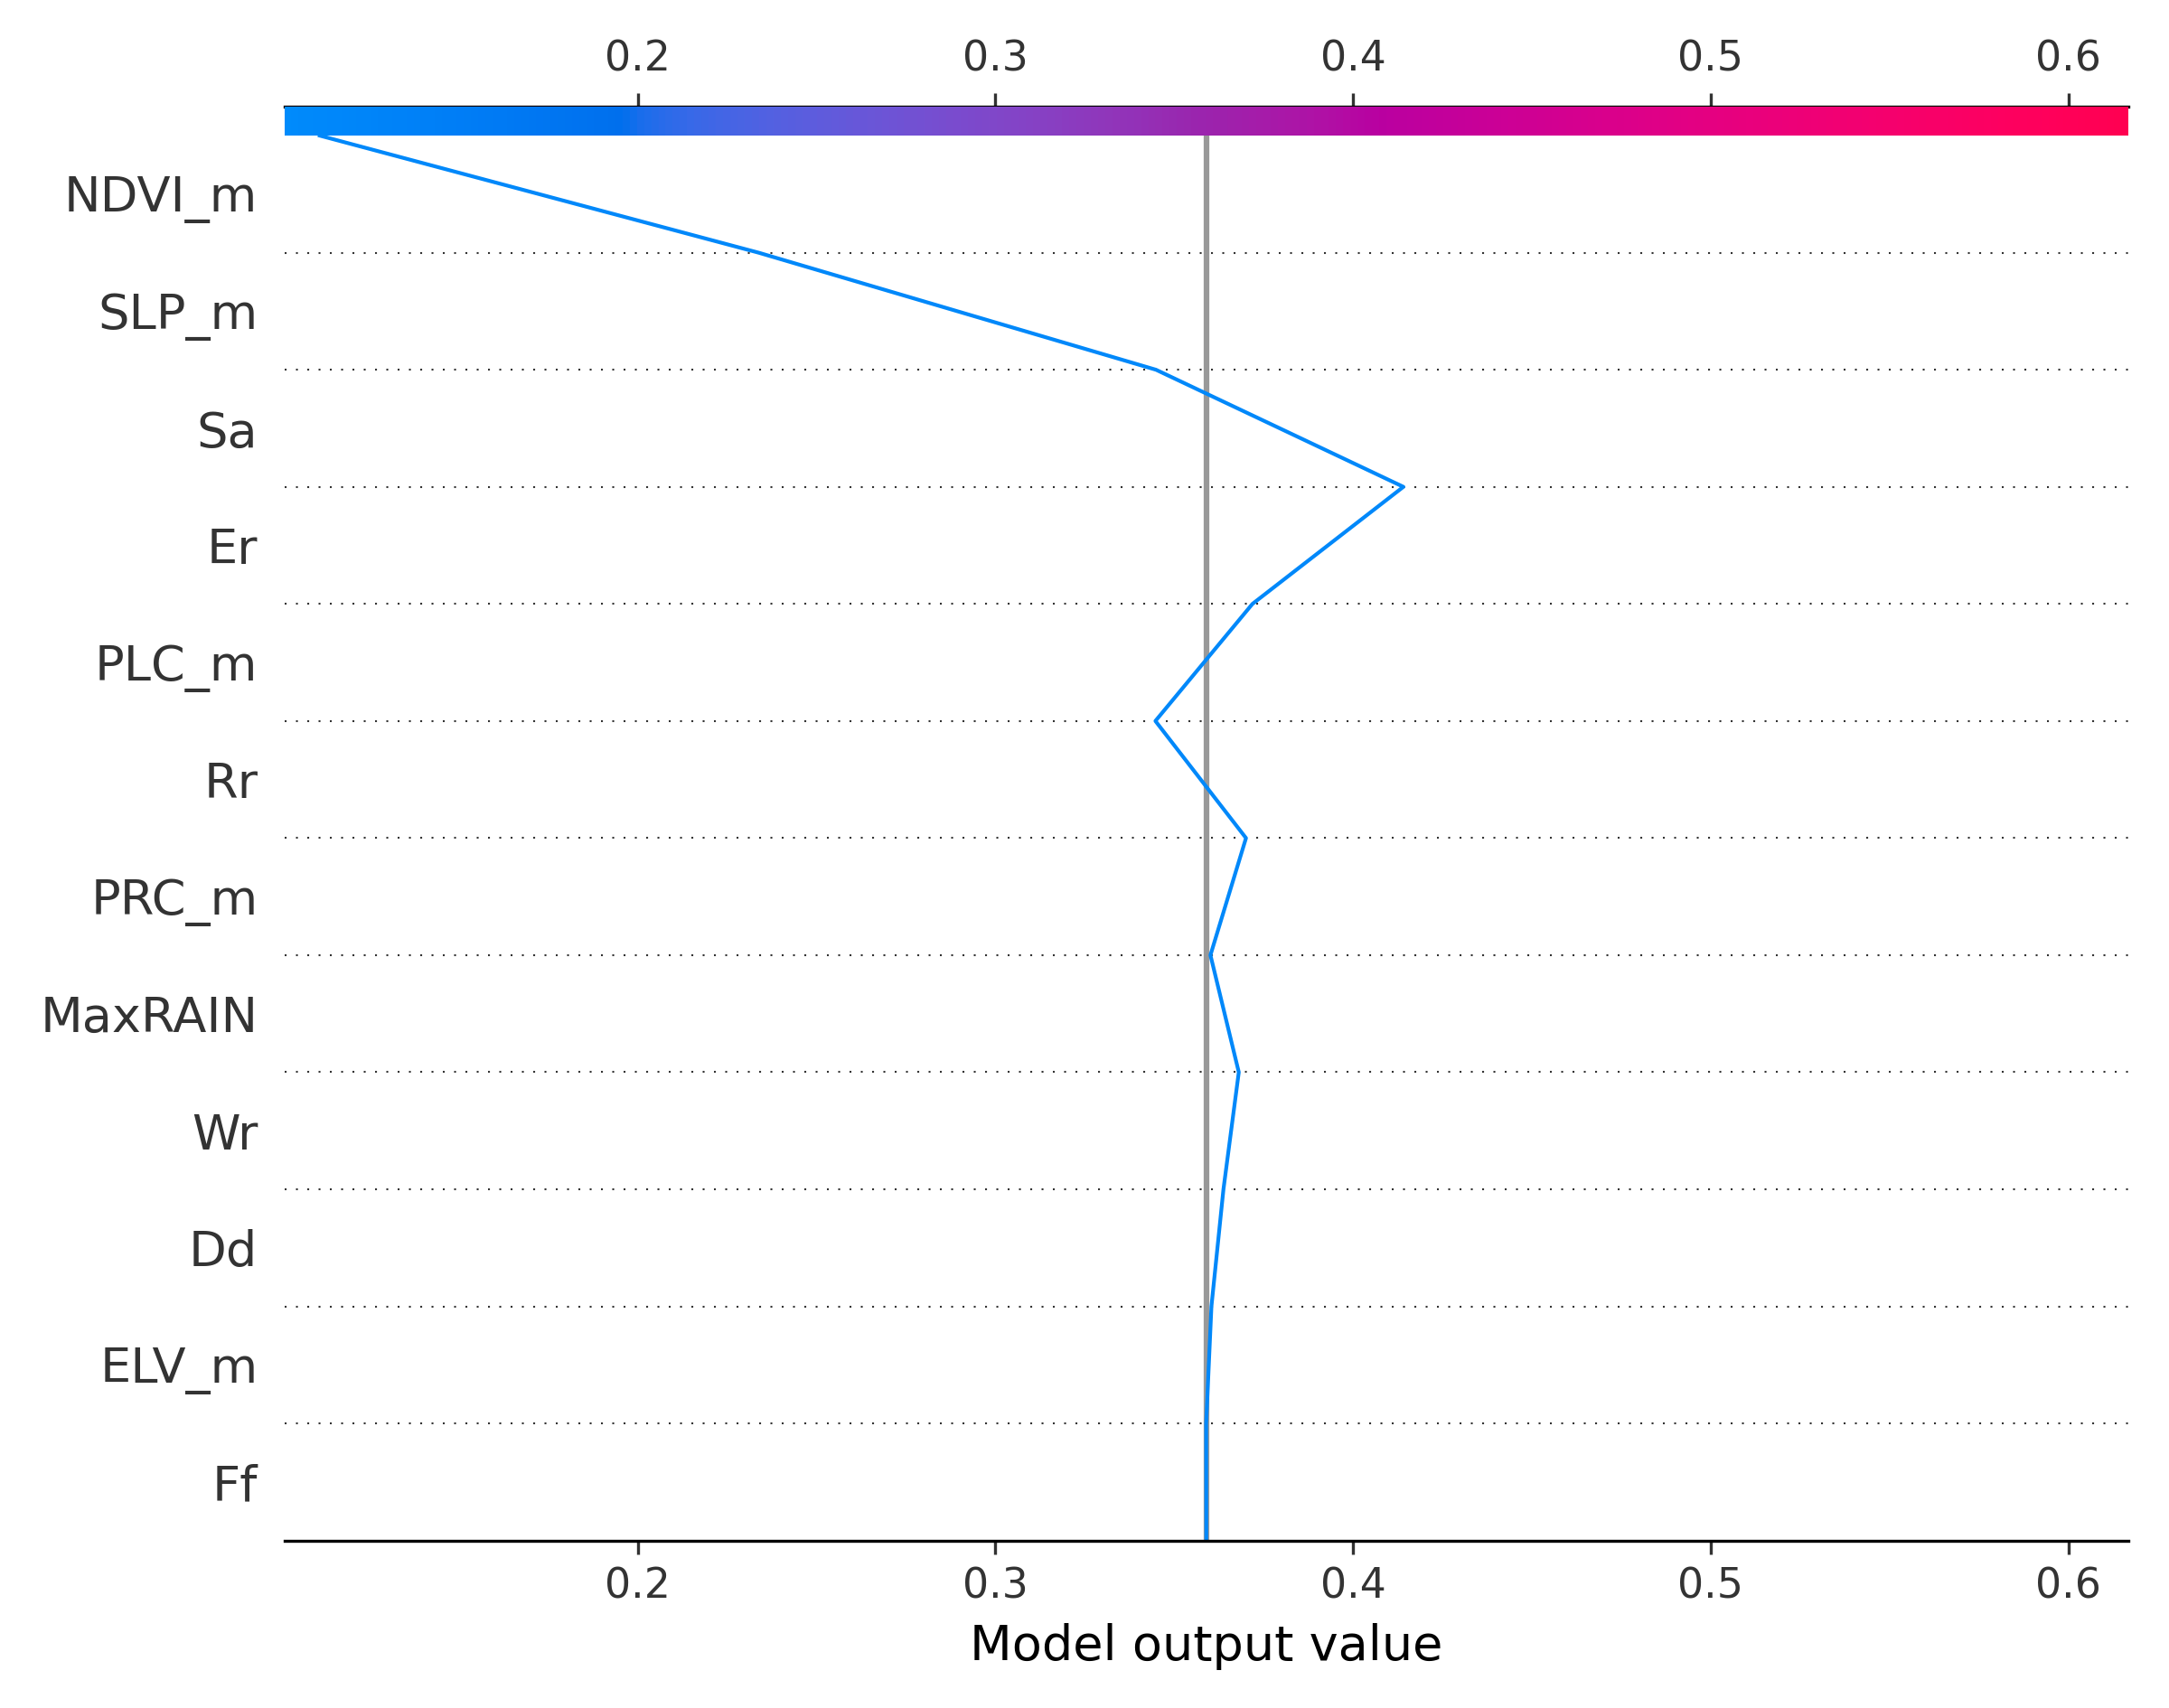 0.2 0.3 0.4 0.5 0.6
NDVI_m
SLP_m
Sa
Er
PLC_m
Rr
PRC_m
MaxRAIN
Wr
Dd
ELV_m
Ff
0.2 0.3 0.4 0.5 0.6
Model output value